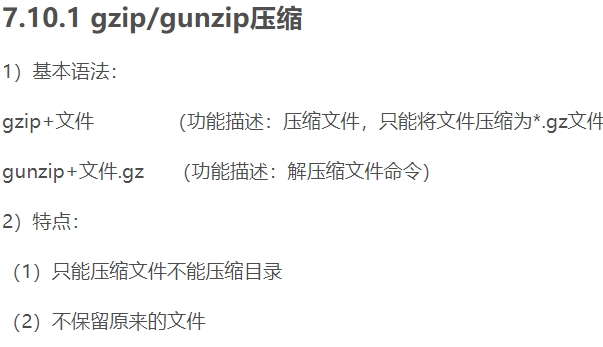 7.10.1 gzip/gunzip压缩
1）基本语法：
gzip+文件 （功能描述：压缩文件，只能将文件压缩为*.gz文件
gunzip+文件.gz （功能描述：解压缩文件命令）
2）特点：
（1）只能压缩文件不能压缩目录
（2）不保留原来的文件